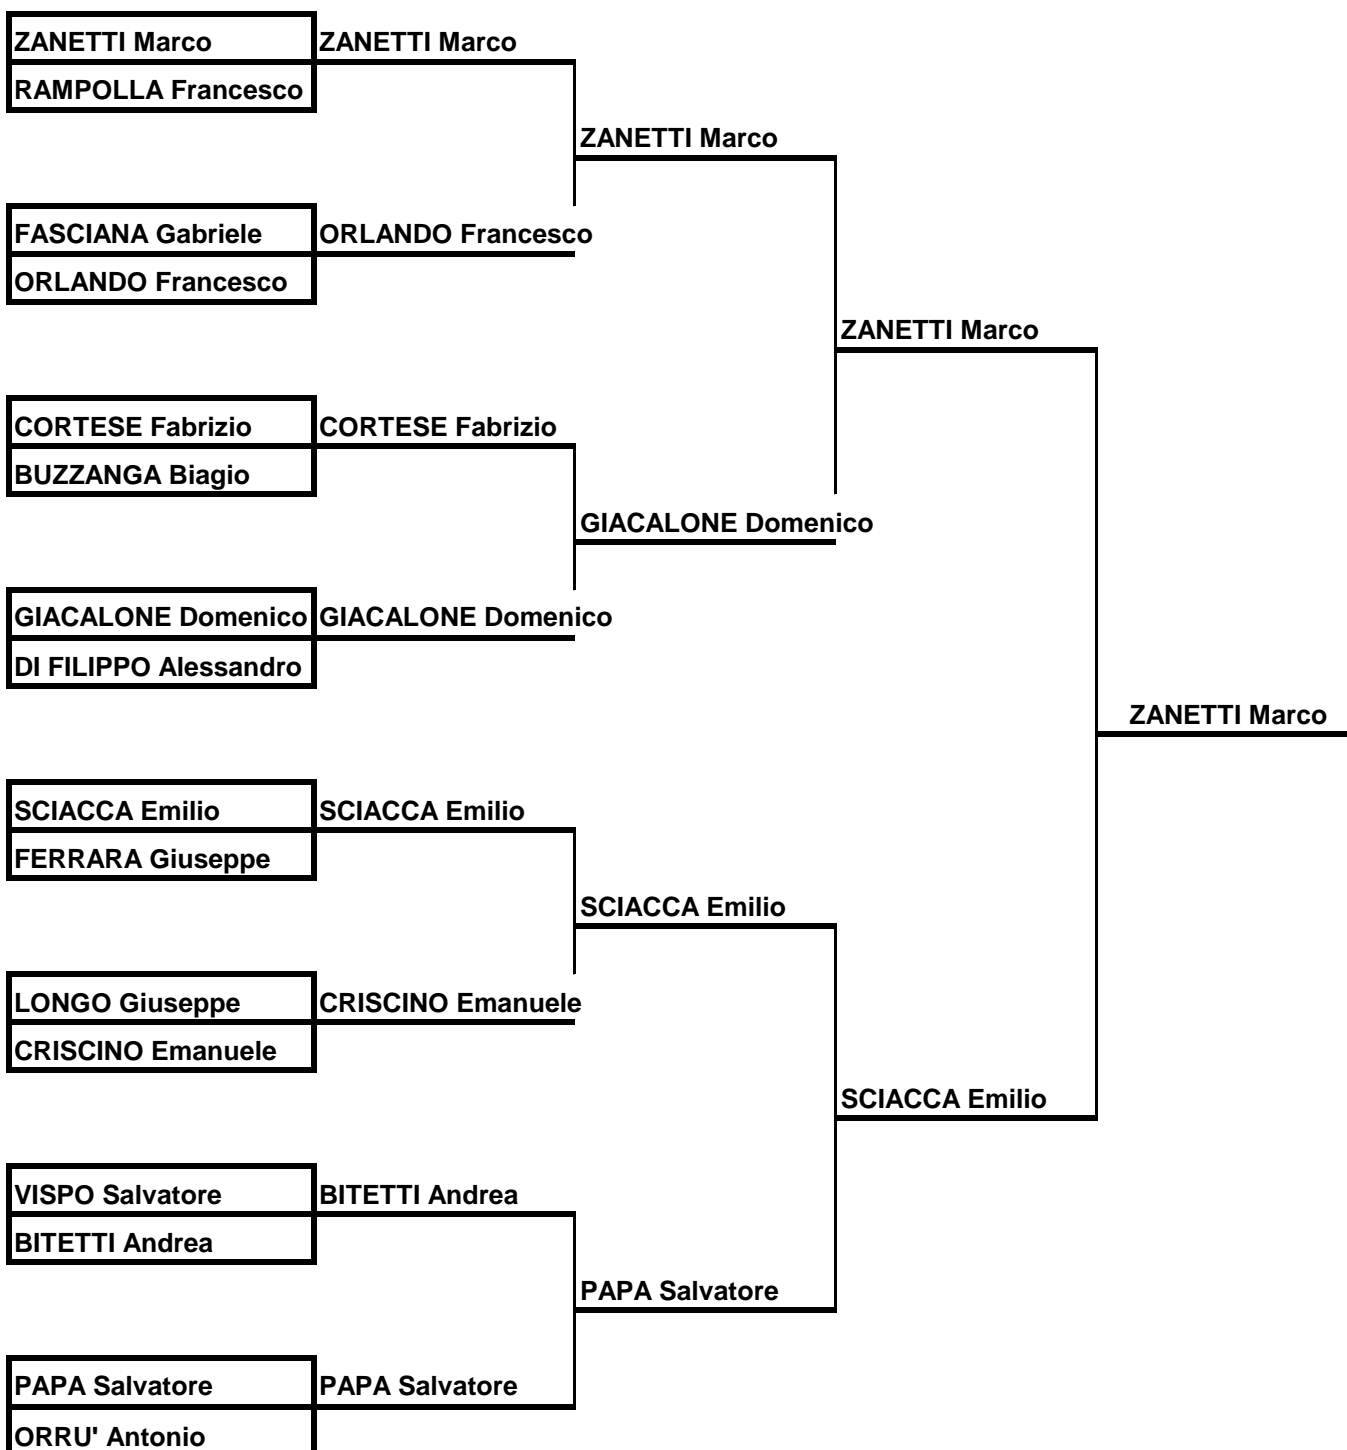 ZANETTI Marco ZANETTI Marco
RAMPOLLA Francesco
ZANETTI Marco
FASCIANA Gabriele ORLANDO Francesco
ORLANDO Francesco
ZANETTI Marco
CORTESE Fabrizio CORTESE Fabrizio
BUZZANGA Biagio
GIACALONE Domenico
GIACALONE Domenico GIACALONE Domenico
DI FILIPPO Alessandro
ZANETTI Marco
SCIACCA Emilio SCIACCA Emilio
FERRARA Giuseppe
SCIACCA Emilio
LONGO Giuseppe CRISCINO Emanuele
CRISCINO Emanuele
SCIACCA Emilio
VISPO Salvatore BITETTI Andrea
BITETTI Andrea
PAPA Salvatore
PAPA Salvatore PAPA Salvatore
ORRU' Antonio